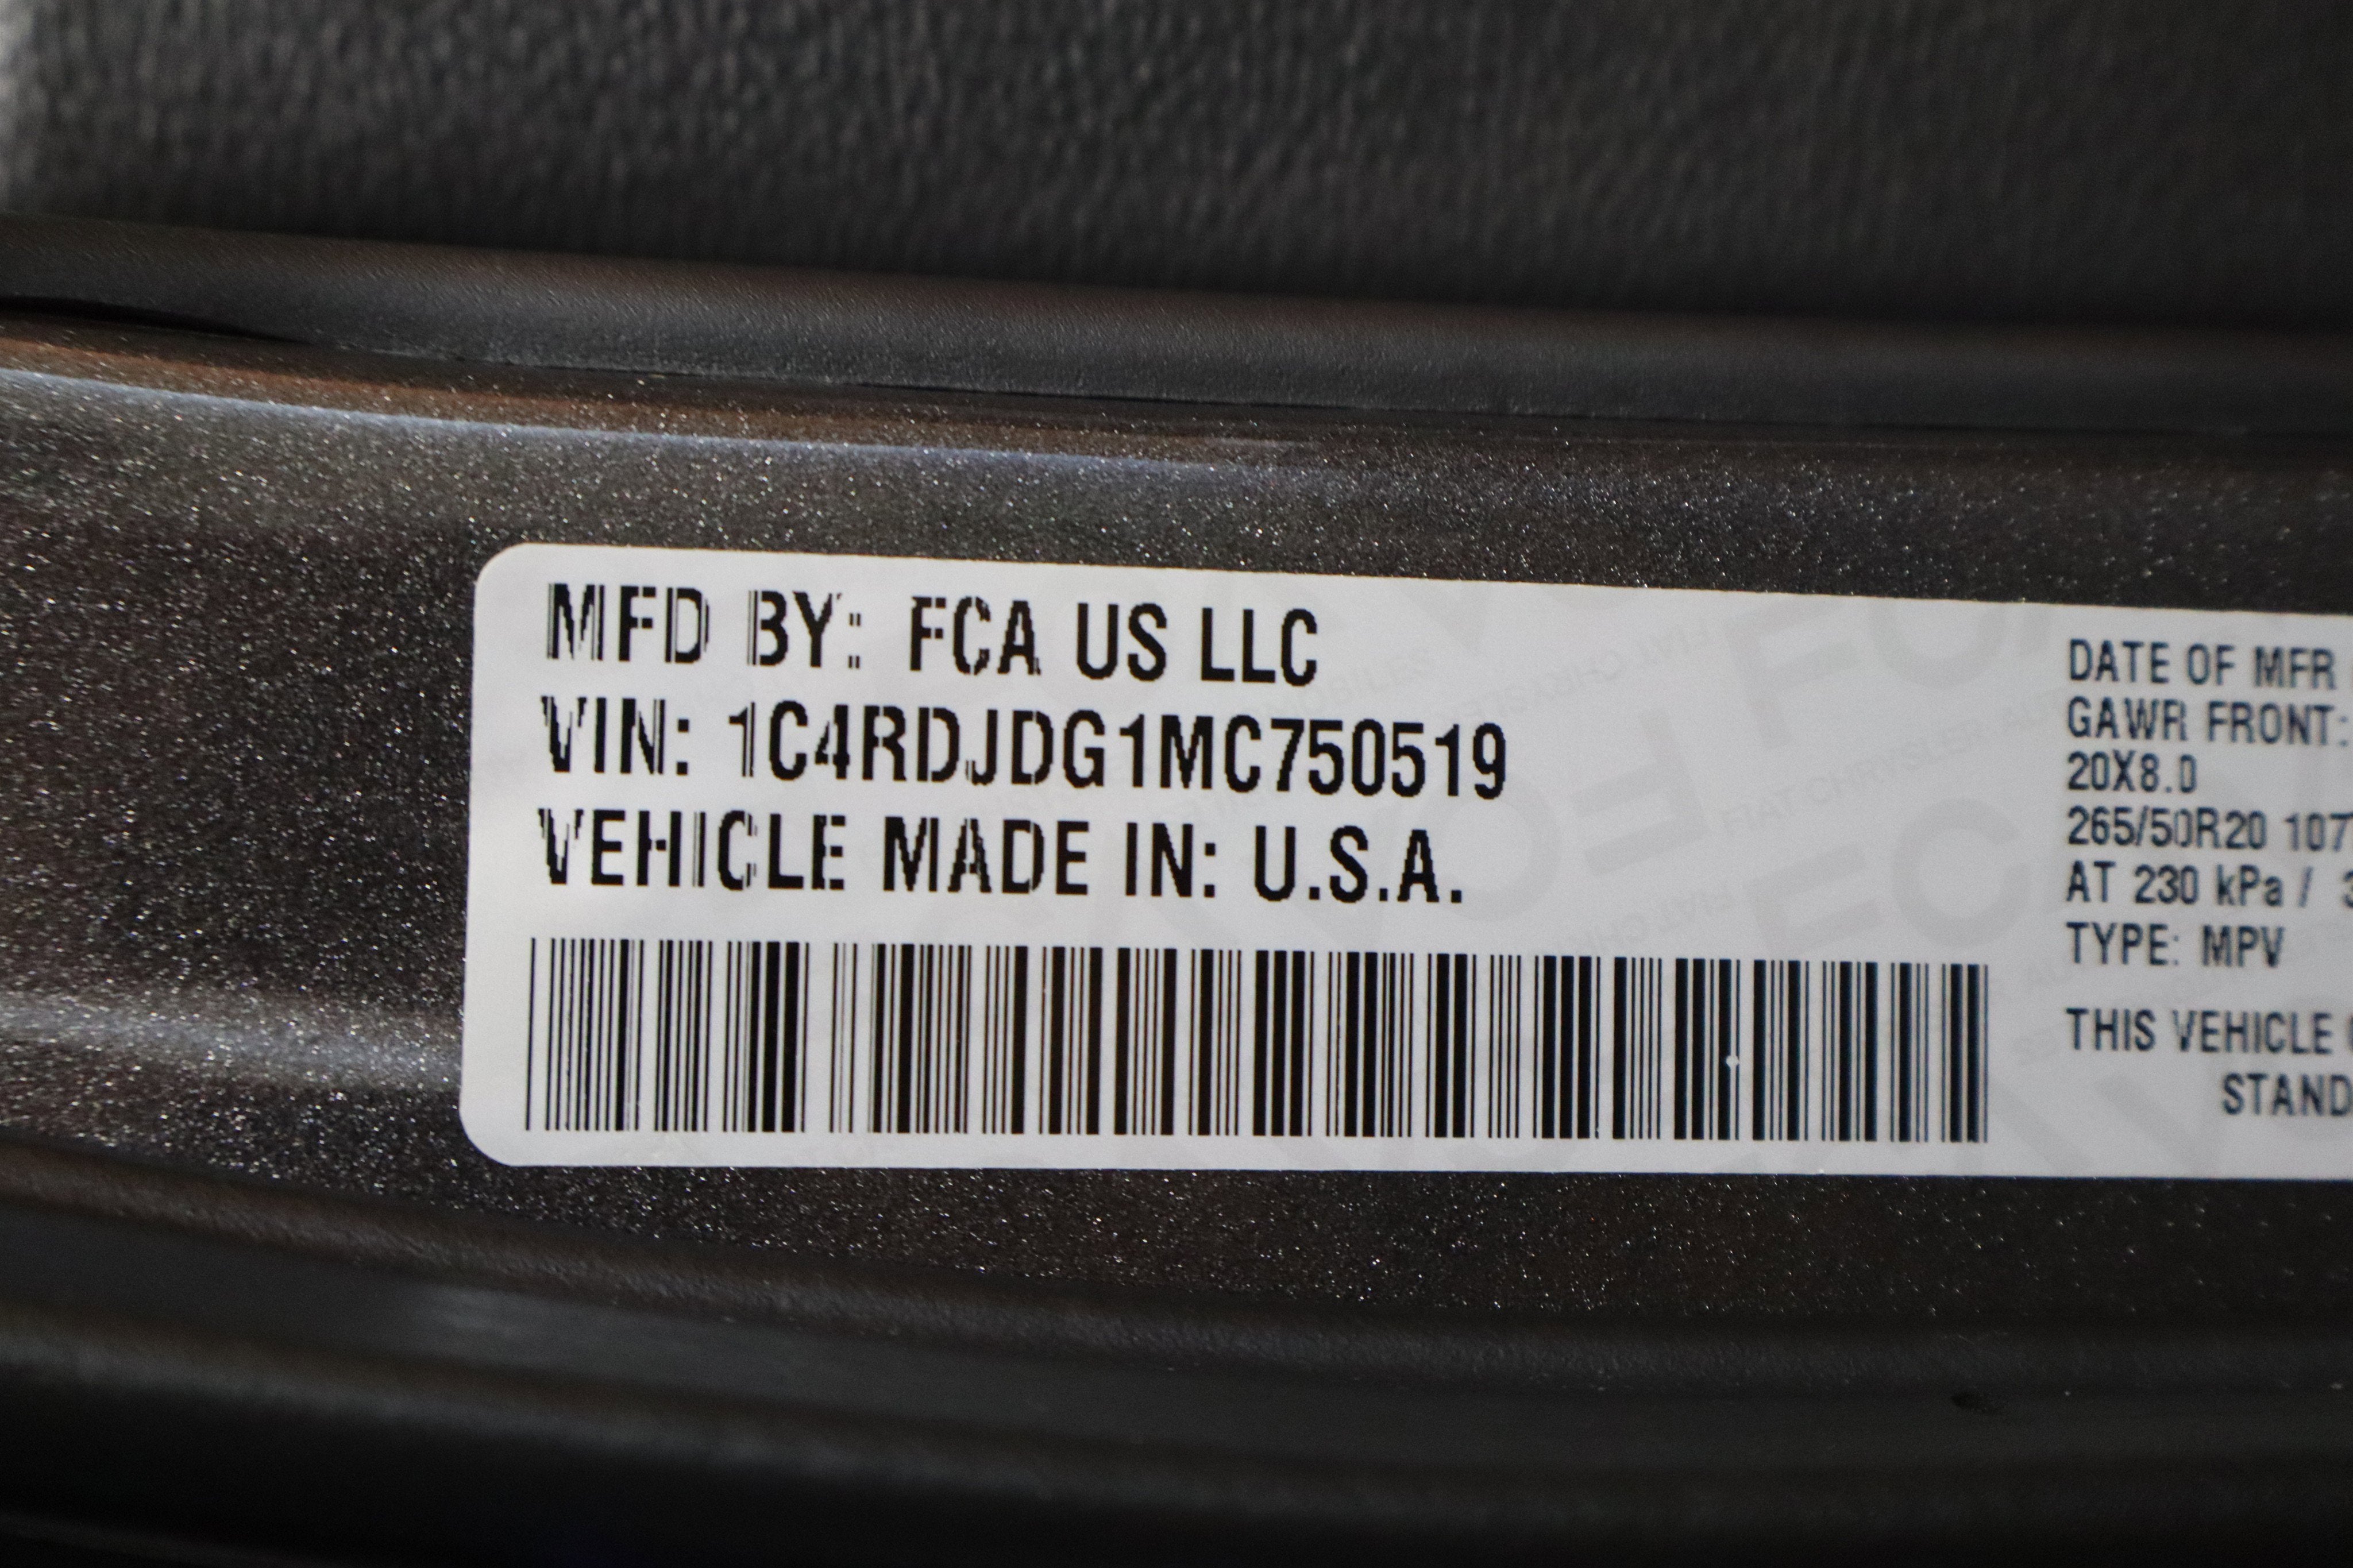 MFD BY: FCA US LLC
VIN: 1C4RDJDG1MC750519
VEHICLE MADE IN: U.S.A.
DATE OF MFR
GAWR FRONT:
20X8.0
265/50R20 107
AT 230 kPa /
TYPE: MPV
THIS VEHICLE
STAND